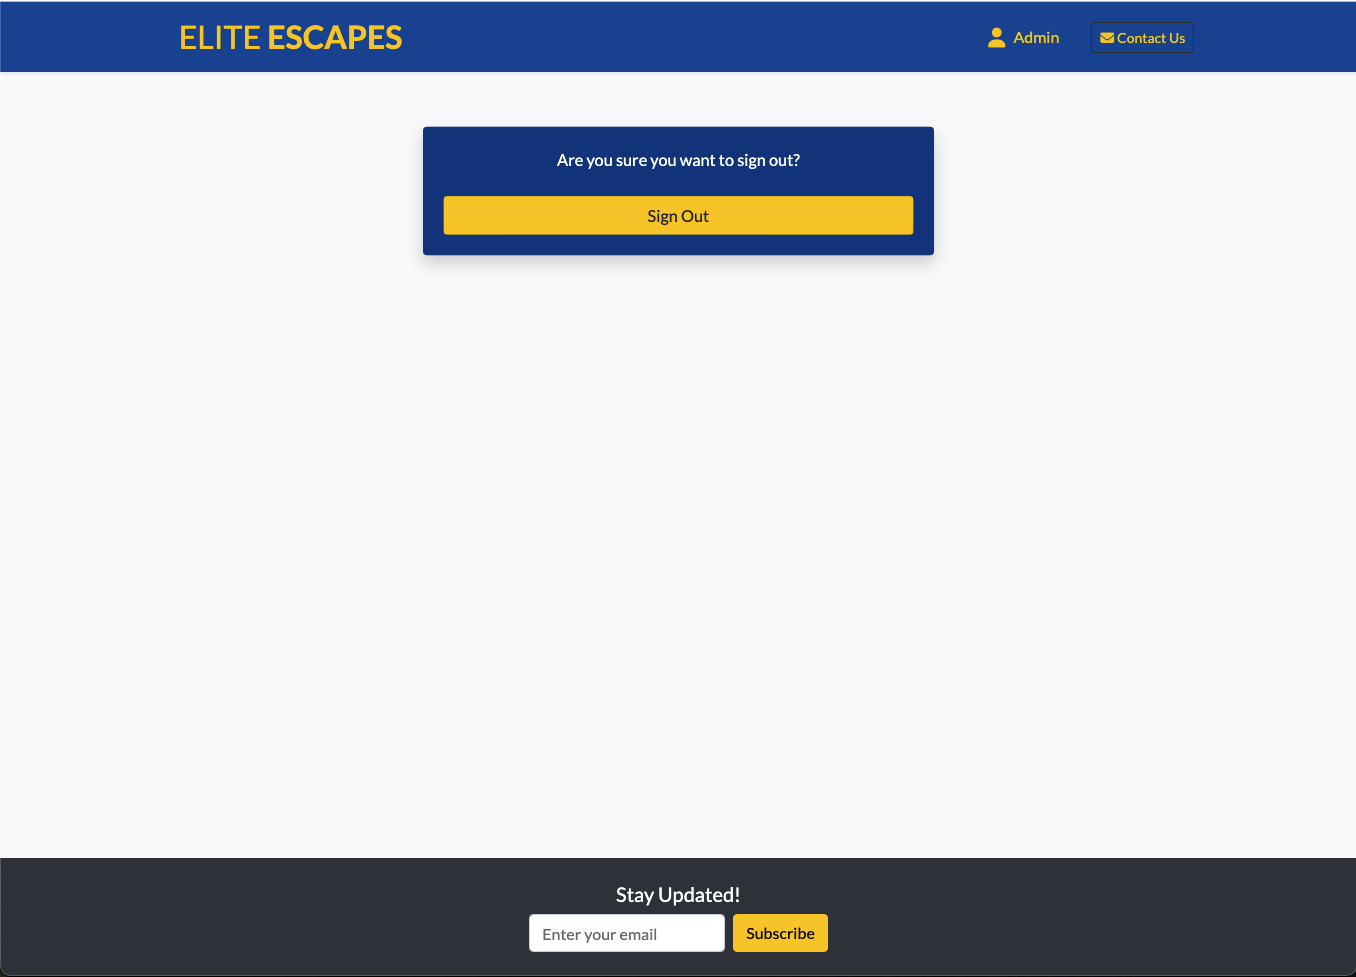 ELITE ESCAPES
Admin
Contact Us
Are you sure you want to sign out?
Sign Out
Stay Updated!
Enter your email
Subscribe